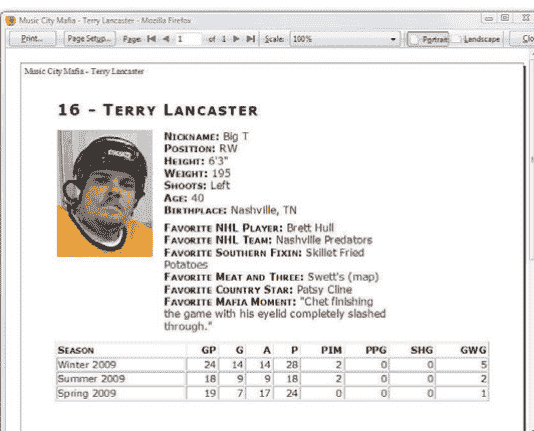 Music City Mafia - Terry Lancaster - Mozilla Firefox
Print... Page Setup... Page: 1 of 1 Scale: 100% Portrait Landscape Clo
Music City Mafia - Terry Lancaster
16 - TERRY LANCASTER
NICKNAME: Big T
POSITION: RW
HEIGHT: 6'3"
WEIGHT: 195
SHOOTS: Left
AGE: 40
BIRTHPLACE: Nashville, TN
FAVORITE NHL PLAYER: Brett Hull
FAVORITE NHL TEAM: Nashville Predators
FAVORITE SOUTHERN FIXIN: Skillet Fried
Potatoes
FAVORITE MEAT AND THREE: Swett's (map)
FAVORITE COUNTRY STAR: Patsy Cline
FAVORITE MAFIA MOMENT: "Chet finishing
the game with his eyelid completely slashed
through."
SEASON GP G A P PIM PPG SHG GWG
Winter 2009 24 14 14 28 2 0 0 5
Summer 2009 18 9 9 18 2 0 0 2
Spring 2009 19 7 17 24 0 0 0 1